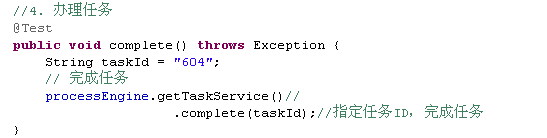 //4. 办理任务
@Test
public void complete() throws Exception {
    String taskId = "604";
    // 完成任务
    processEngine.getTaskService()//
                    .complete(taskId);//指定任务ID，完成任务
}